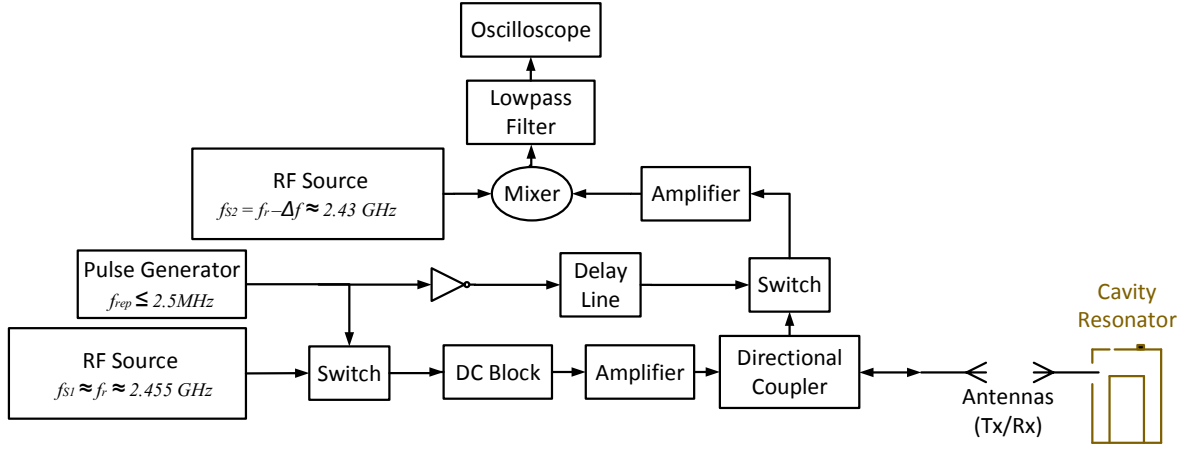 Oscilloscope
Lowpass
Filter
RF Source
fS2 = fr−Δf ≈ 2.43 GHz
Mixer
Amplifier
Pulse Generator
frep ≤ 2.5MHz
Delay
Line
Switch
Cavity
Resonator
RF Source
fS1 ≈ fr ≈ 2.455 GHz
Switch
DC Block
Amplifier
Directional
Coupler
Antennas
(Tx/Rx)